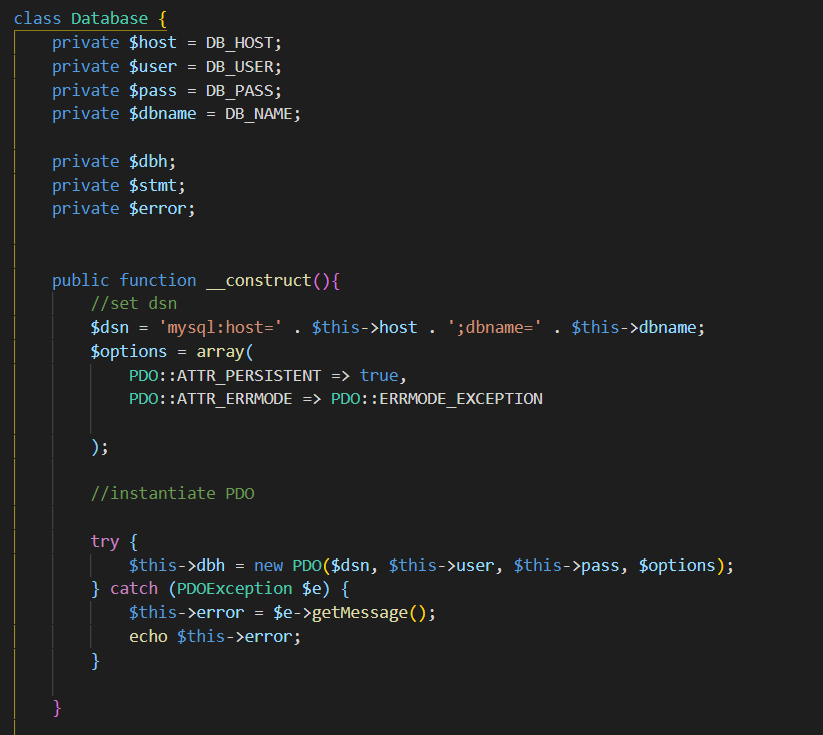 class Database {
    private $host = DB_HOST;
    private $user = DB_USER;
    private $pass = DB_PASS;
    private $dbname = DB_NAME;

    private $dbh;
    private $stmt;
    private $error;


    public function __construct(){
        //set dsn
        $dsn = 'mysql:host=' . $this->host . ';dbname=' . $this->dbname;
        $options = array(
            PDO::ATTR_PERSISTENT => true,
            PDO::ATTR_ERRMODE => PDO::ERRMODE_EXCEPTION

        );

        //instantiate PDO

        try {
            $this->dbh = new PDO($dsn, $this->user, $this->pass, $options);
        } catch (PDOException $e) {
            $this->error = $e->getMessage();
            echo $this->error;
        }

    }